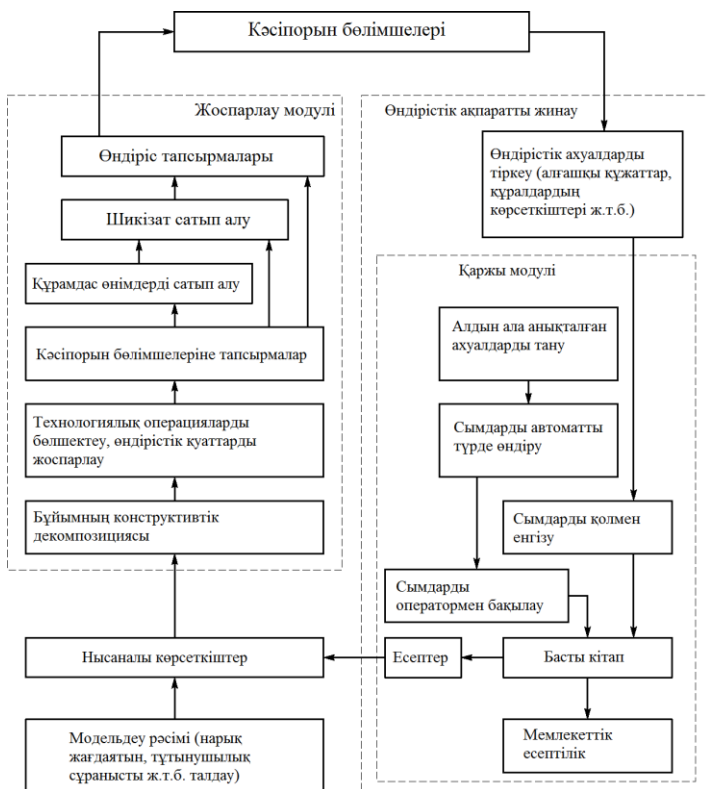 Кәсіпорын бөлімшелері
Жоспарлау модулі
Өндіріс тапсырмалары
Шикізат сатып алу
Құрамдас өнімдерді сатып алу
Кәсіпорын бөлімшелеріне тапсырмалар
Технологиялық операцияларды
бөлшектеу, өндірістік қуаттарды
жоспарлау
Бұйымның конструктивтік
декомпозициясы
Нысаналы көрсеткіштер
Модельдеу рәсімі (нарық
жағдаятын, тұтынушылық
сұранысты ж.т.б. талдау)
Өндірістік ақпаратты жинау
Өндірістік ахуалдарды
тіркеу (алғашқы құжаттар,
құралдардың
көрсеткіштері ж.т.б.)
Қаржы модулі
Алдын ала анықталған
ахуалдарды тану
Сымдарды автоматты
түрде өндіру
Сымдарды қолмен
енгізу
Сымдарды
оператормен бақылау
Есептер
Басты кітап
Мемлекеттік
есептілік